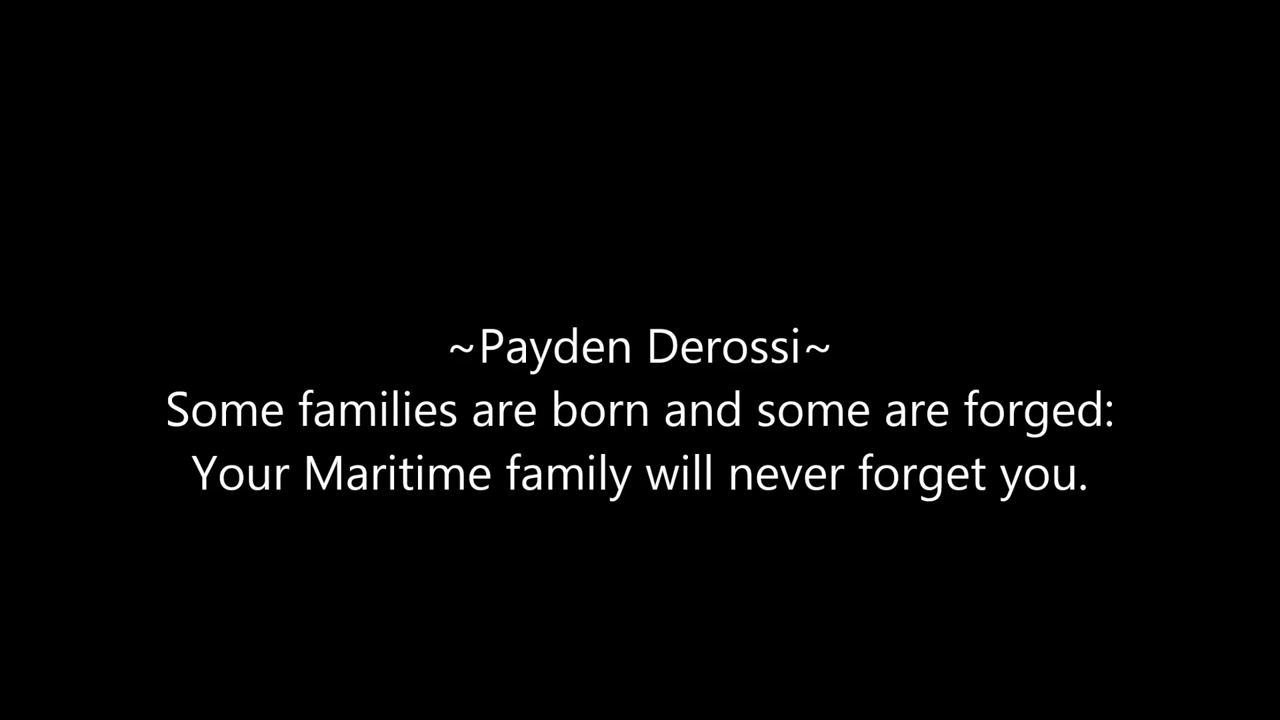 ~Payden Derossi~
Some families are born and some are forged:
Your Maritime family will never forget you.